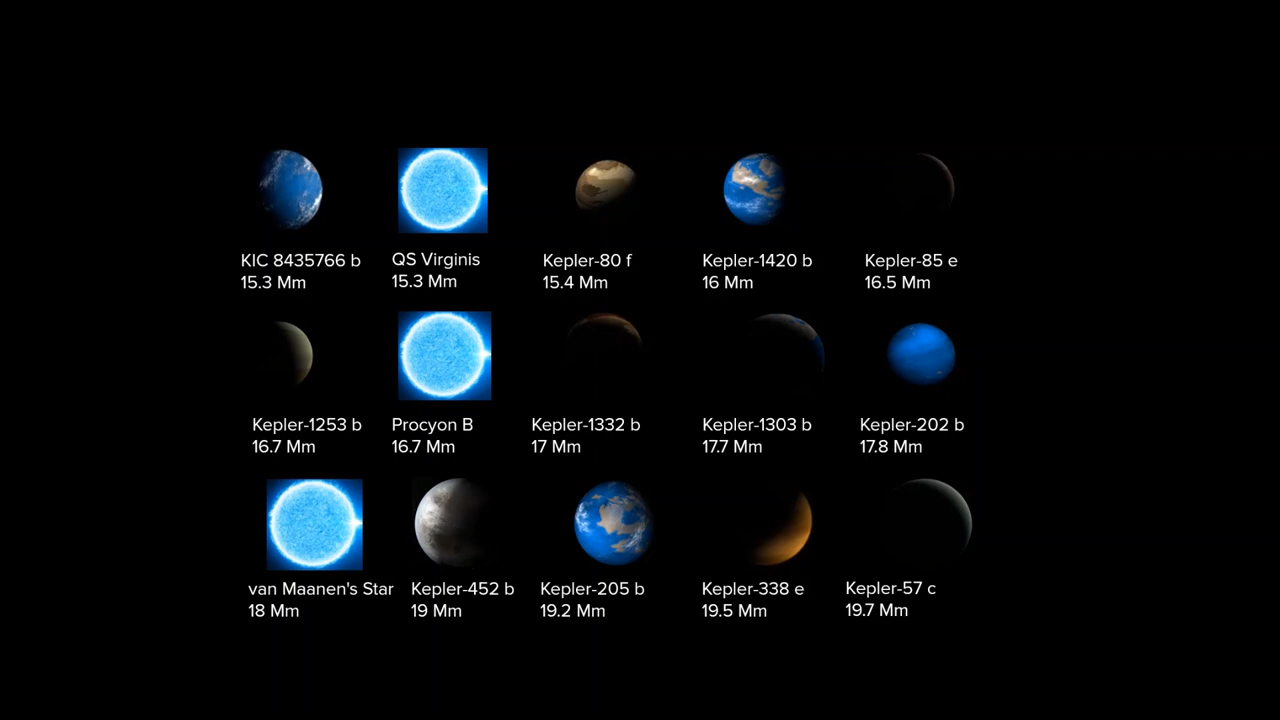 KIC 8435766 b
15.3 Mm
QS Virginis
15.3 Mm
Kepler-80 f
15.4 Mm
Kepler-1420 b
16 Mm
Kepler-85 e
16.5 Mm
Kepler-1253 b
16.7 Mm
Procyon B
16.7 Mm
Kepler-1332 b
17 Mm
Kepler-1303 b
17.7 Mm
Kepler-202 b
17.8 Mm
van Maanen's Star
18 Mm
Kepler-452 b
19 Mm
Kepler-205 b
19.2 Mm
Kepler-338 e
19.5 Mm
Kepler-57 c
19.7 Mm